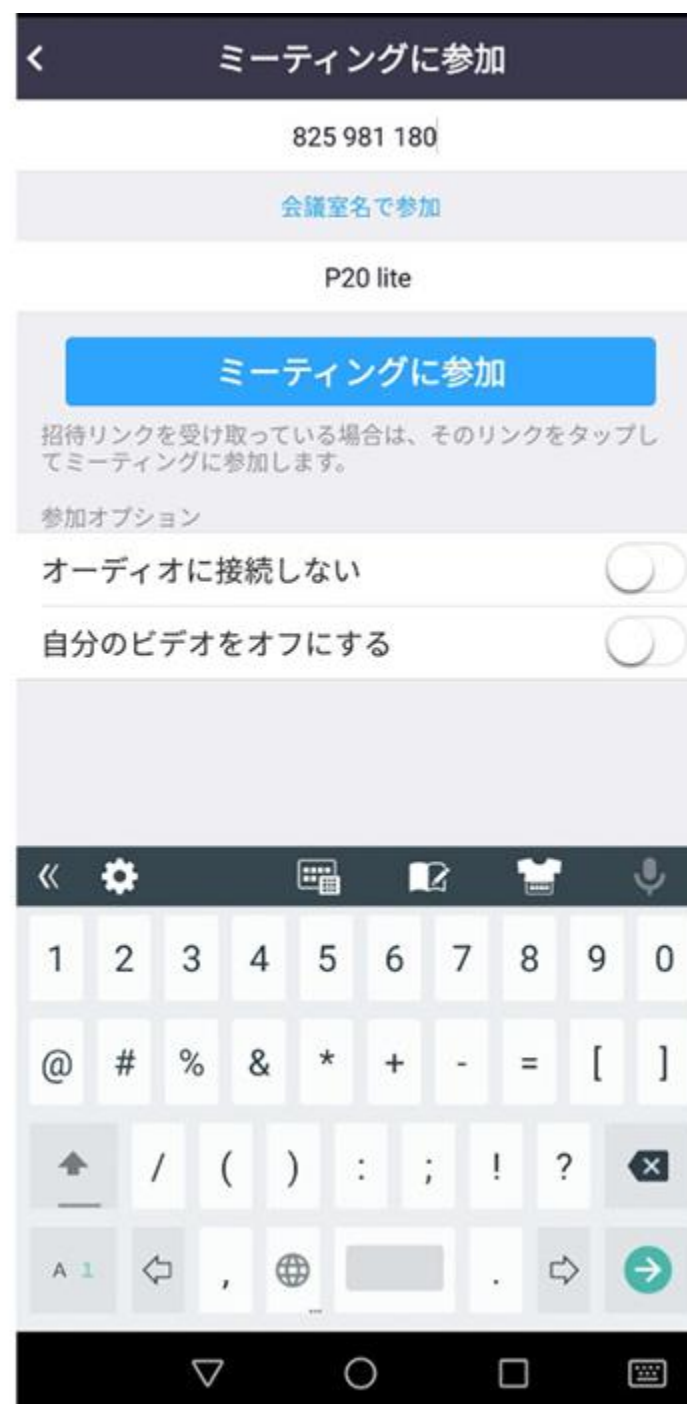 ミーティングに参加
825 981 180
会議室名で参加
P20 lite
ミーティングに参加
招待リンクを受け取っている場合は、そのリンクをタップし
てミーティングに参加します。
参加オプション
オーディオに接続しない
自分のビデオをオフにする
1 2 3 4 5 6 7 8 9 0
@ # % & * + - = [ ]
/ ( ) : ; ! ?
A 1 , .